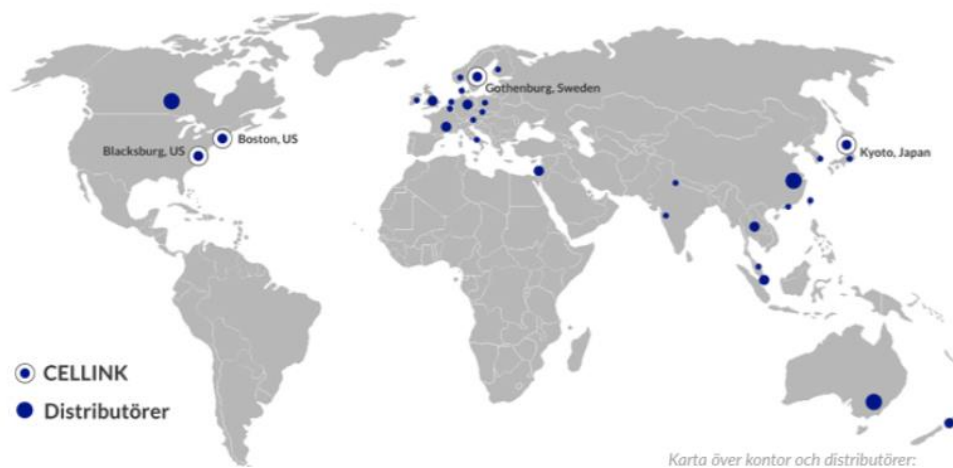 Gothenburg, Sweden
Boston, US
Blacksburg, US
Kyoto, Japan
CELLINK
Distributörer
Karta över kontor och distributörer: